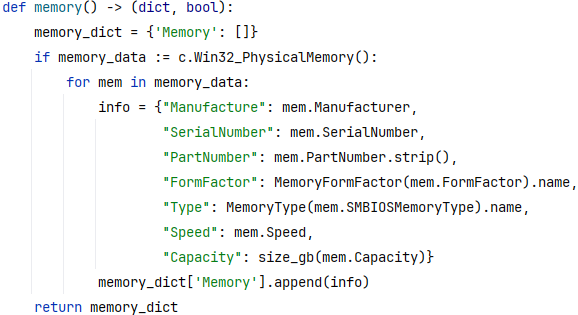 def memory() -> (dict, bool):
    memory_dict = {'Memory': []}
    if memory_data := c.Win32_PhysicalMemory():
        for mem in memory_data:
            info = {"Manufacture": mem.Manufacturer,
                    "SerialNumber": mem.SerialNumber,
                    "PartNumber": mem.PartNumber.strip(),
                    "FormFactor": MemoryFormFactor(mem.FormFactor).name,
                    "Type": MemoryType(mem.SMBIOSMemoryType).name,
                    "Speed": mem.Speed,
                    "Capacity": size_gb(mem.Capacity)}
            memory_dict['Memory'].append(info)
    return memory_dict